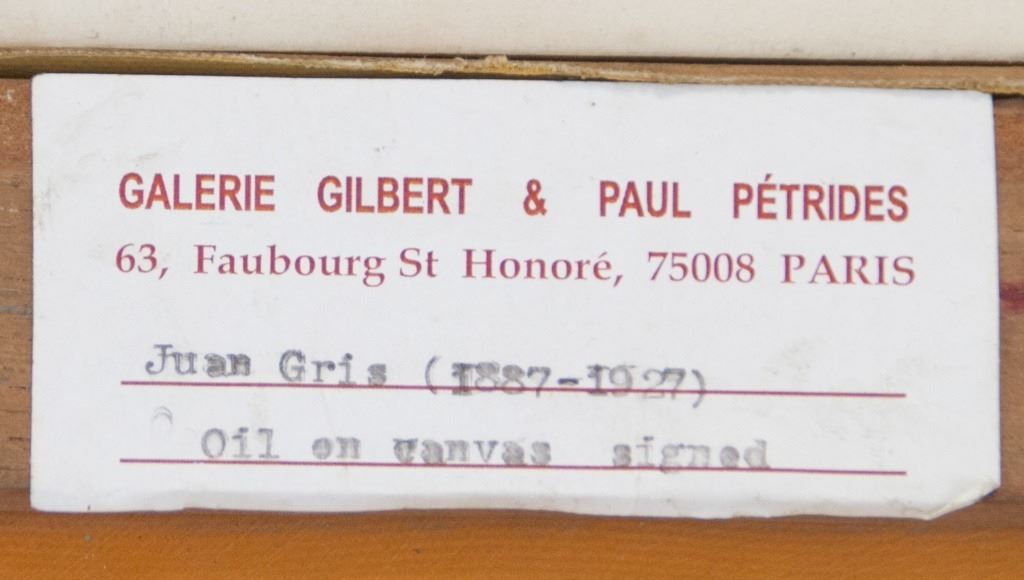 GALERIE GILBERT & PAUL PÉTRIDES
63, Faubourg St Honoré, 75008 PARIS
Juan Gris (1887-1927)
Oil on canvas signed